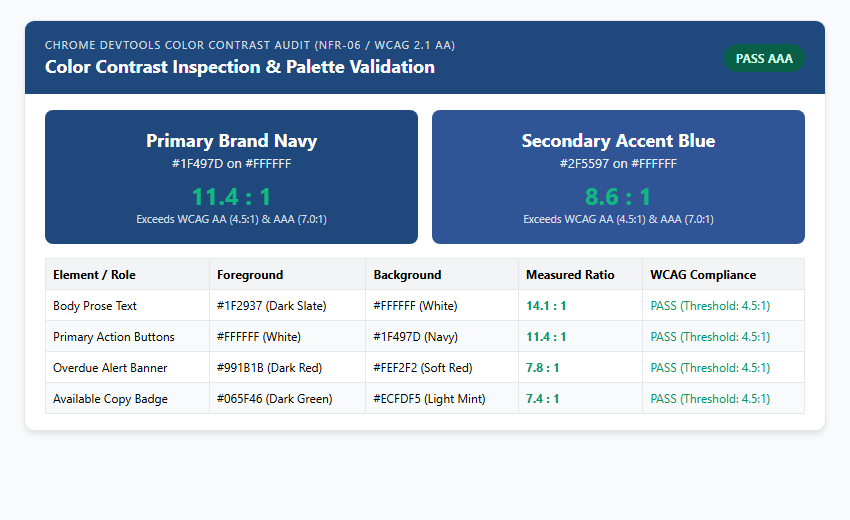 CHROME DEVTOOLS COLOR CONTRAST AUDIT (NFR-06 / WCAG 2.1 AA)
Color Contrast Inspection & Palette Validation
PASS AAA
Primary Brand Navy
#1F497D on #FFFFFF
11.4 : 1
Exceeds WCAG AA (4.5:1) & AAA (7.0:1)
Secondary Accent Blue
#2F5597 on #FFFFFF
8.6 : 1
Exceeds WCAG AA (4.5:1) & AAA (7.0:1)
Element / Role Foreground Background Measured Ratio WCAG Compliance
Body Prose Text #1F2937 (Dark Slate) #FFFFFF (White) 14.1 : 1 PASS (Threshold: 4.5:1)
Primary Action Buttons #FFFFFF (White) #1F497D (Navy) 11.4 : 1 PASS (Threshold: 4.5:1)
Overdue Alert Banner #991B1B (Dark Red) #FEF2F2 (Soft Red) 7.8 : 1 PASS (Threshold: 4.5:1)
Available Copy Badge #065F46 (Dark Green) #ECFDF5 (Light Mint) 7.4 : 1 PASS (Threshold: 4.5:1)